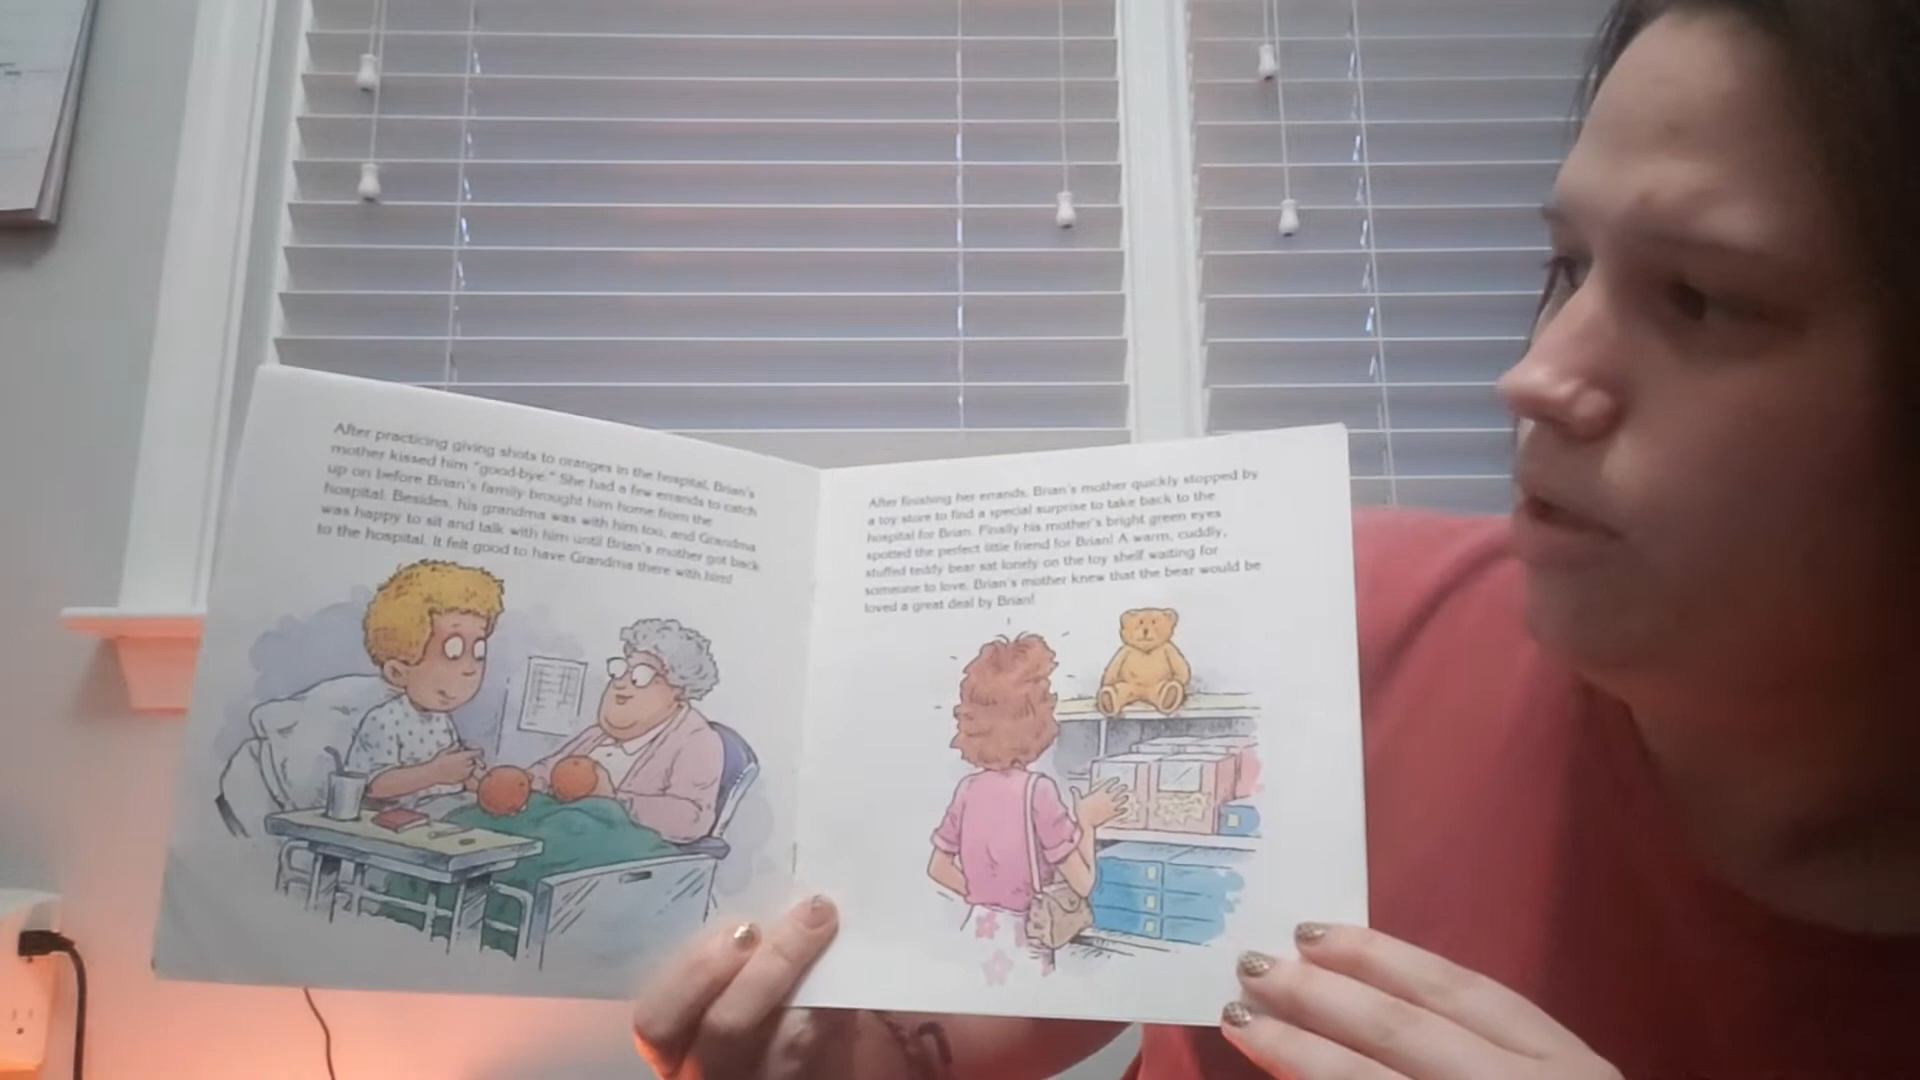 After practicing giving shots to oranges in the hospital, Brian's
mother kissed him "good-bye." She had a few errands to catch
up on before Brian's family brought him home from the
hospital. Besides, his grandma was with him too, and Grandma
was happy to sit and talk with him until Brian's mother got back
to the hospital. It felt good to have Grandma there with him!
After finishing her errands, Brian's mother quickly stopped by
a toy store to find a special surprise to take back to the
hospital for Brian. Finally his mother's bright green eyes
spotted the perfect little friend for Brian! A warm, cuddly,
stuffed teddy bear sat lonely on the toy shelf waiting for
someone to love. Brian's mother knew that the bear would be
loved a great deal by Brian!